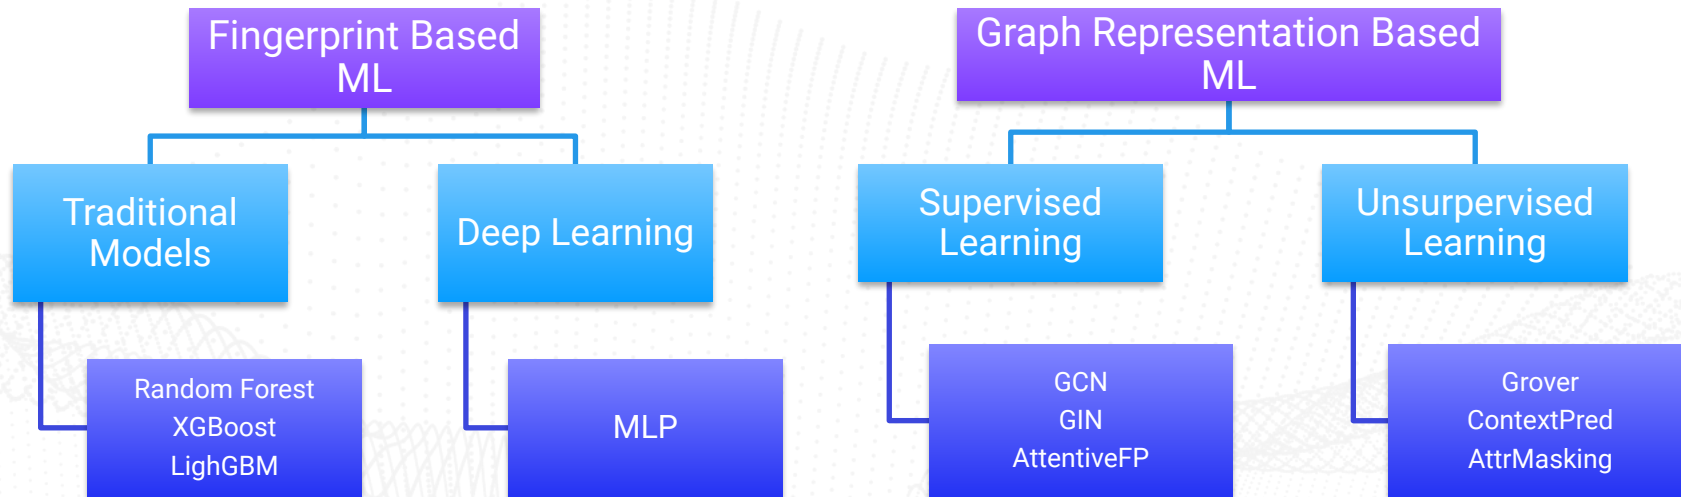 Fingerprint Based
ML
Graph Representation Based
ML
Traditional
Models
Deep Learning
Supervised
Learning
Unsurpervised
Learning
Random Forest
XGBoost
LighGBM
MLP
GCN
GIN
AttentiveFP
Grover
ContextPred
AttrMasking